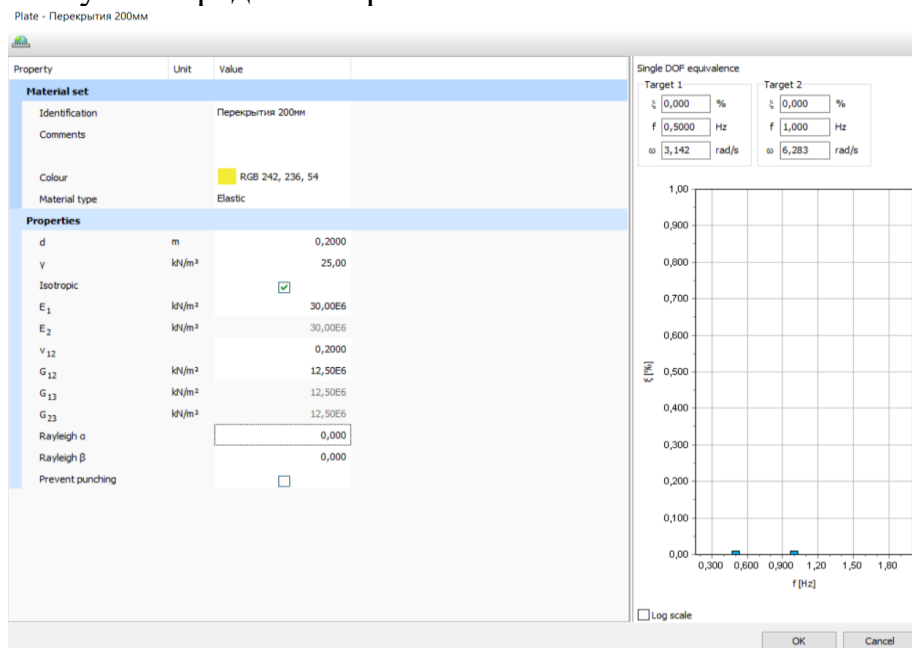 Plate - Перекрытия 200мм
Property Unit Value
Material set
Identification Перекрытия 200мм
Comments
Colour RGB 242, 236, 54
Material type Elastic
Properties
d m 0,2000
γ kN/m³ 25,00
Isotropic
E₁ kN/m² 30,00E6
E₂ kN/m² 30,00E6
ν₁₂ 0,2000
G₁₂ kN/m² 12,50E6
G₁₃ kN/m² 12,50E6
G₂₃ kN/m² 12,50E6
Rayleigh α 0,000
Rayleigh β 0,000
Prevent punching
Single DOF equivalence
Target 1 Target 2
ξ 0,000 % ξ 0,000 %
f 0,5000 Hz f 1,000 Hz
ω 3,142 rad/s ω 6,283 rad/s
1,00
0,900
0,800
0,700
0,600
0,500
0,400
0,300
0,200
0,100
0,00
ξ [%]
0,300 0,600 0,900 1,20 1,50 1,80
f [Hz]
Log scale
OK Cancel